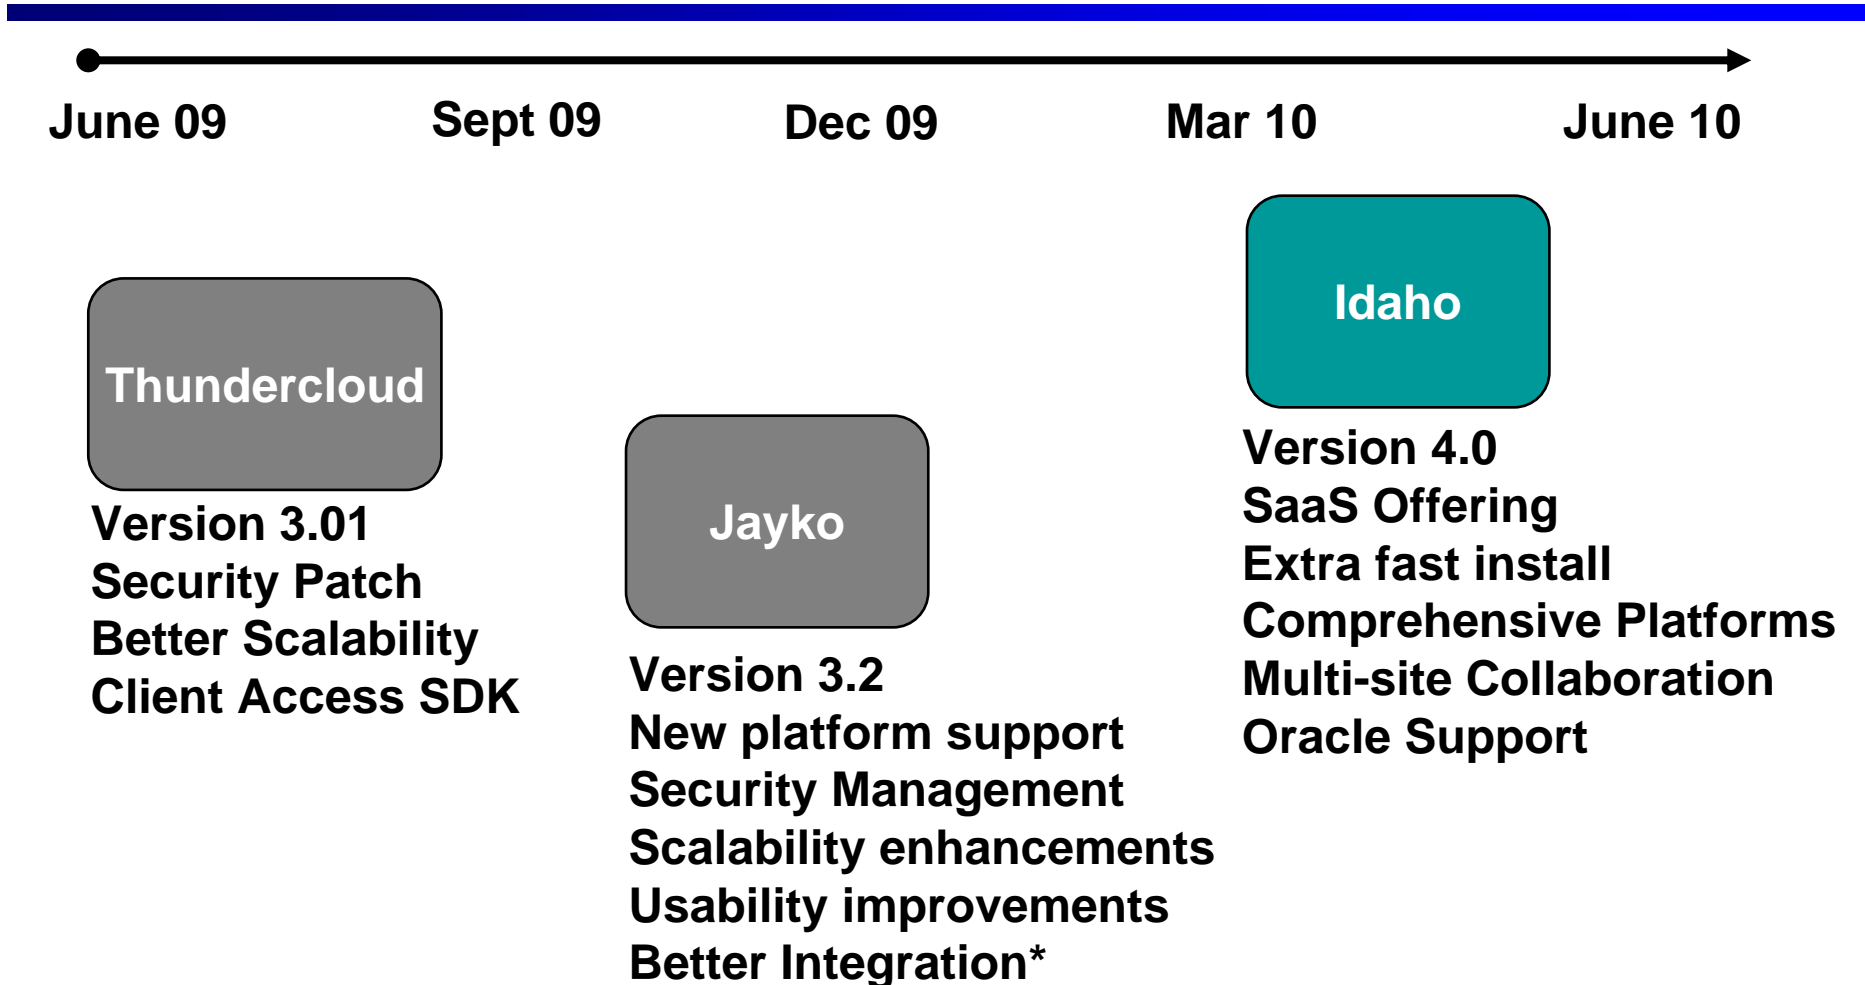 June 09
Sept 09
Dec 09
Mar 10
June 10
Thundercloud
Version 3.01
Security Patch
Better Scalability
Client Access SDK
Jayko
Version 3.2
New platform support
Security Management
Scalability enhancements
Usability improvements
Better Integration*
Idaho
Version 4.0
SaaS Offering
Extra fast install
Comprehensive Platforms
Multi-site Collaboration
Oracle Support